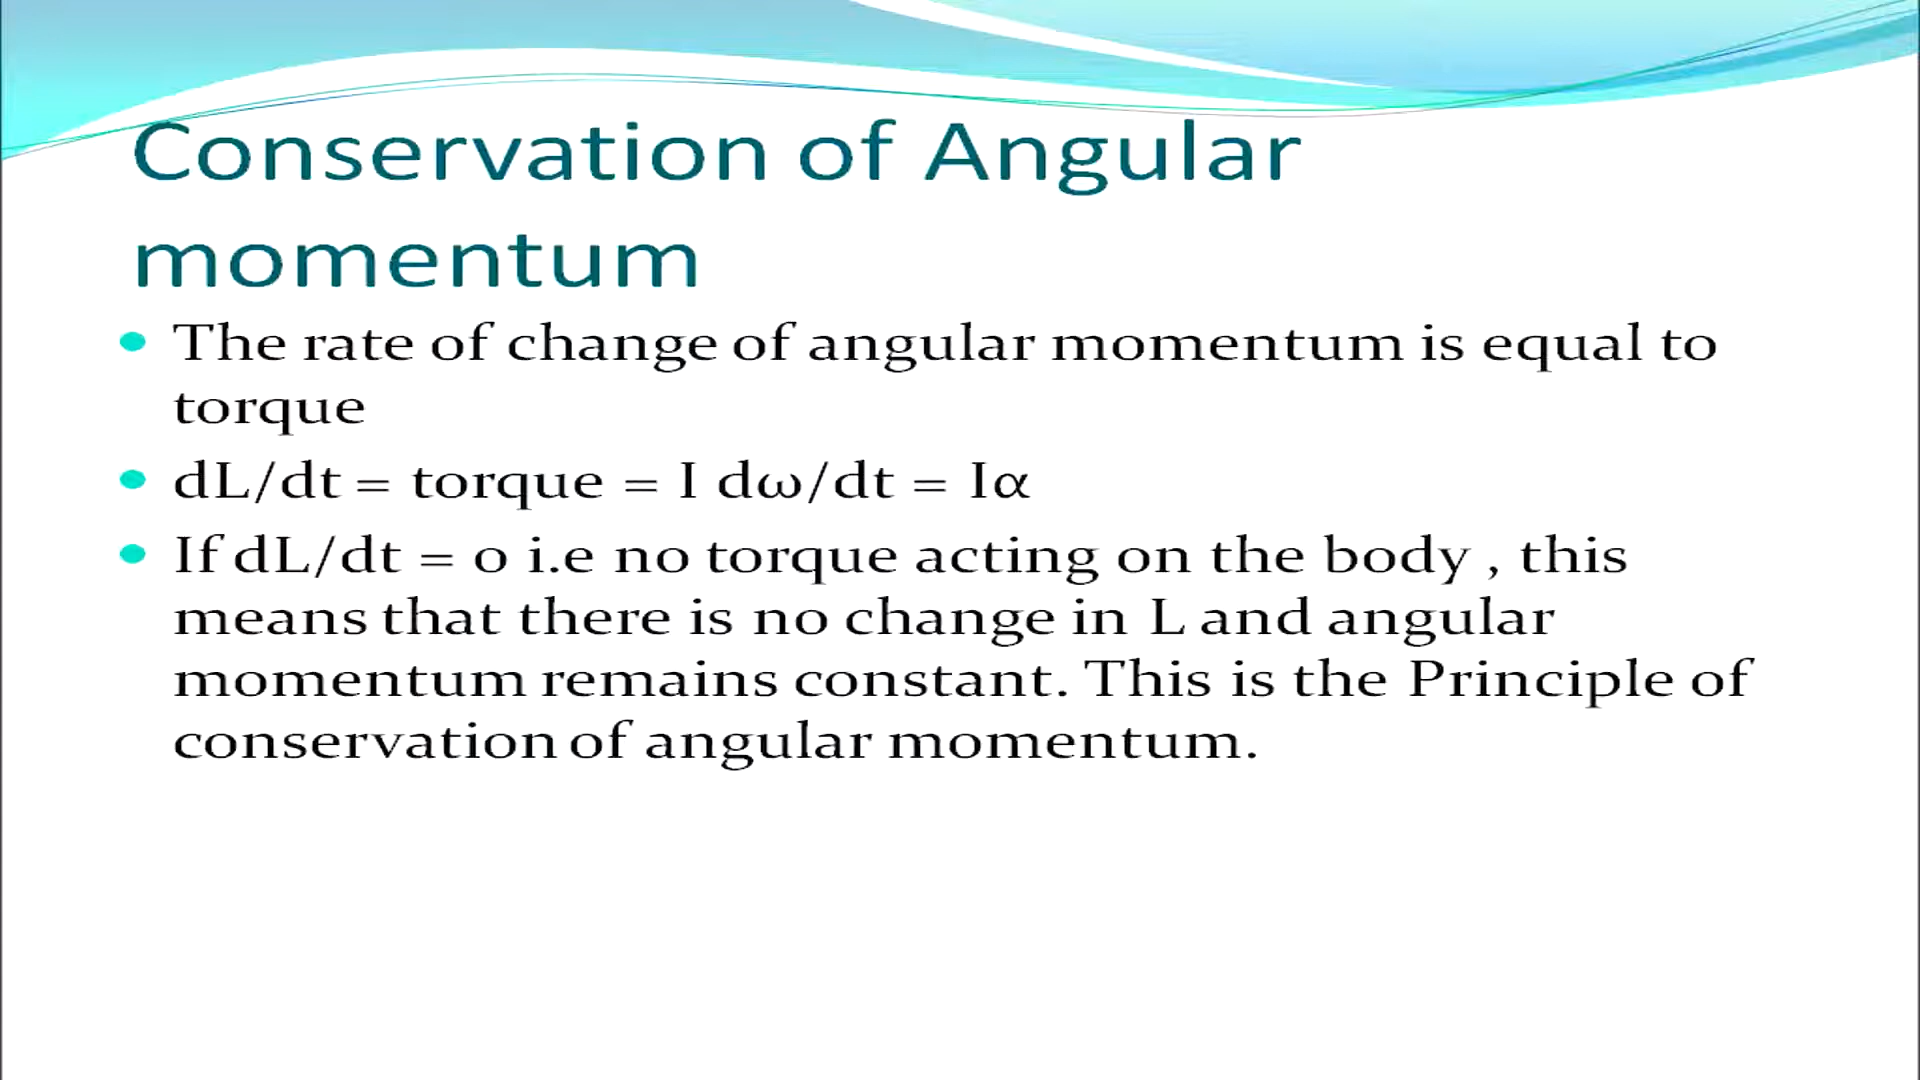 Conservation of Angular
momentum
• The rate of change of angular momentum is equal to
torque
• dL/dt = torque = I dω/dt = Iα
• If dL/dt = 0 i.e no torque acting on the body , this
means that there is no change in L and angular
momentum remains constant. This is the Principle of
conservation of angular momentum.